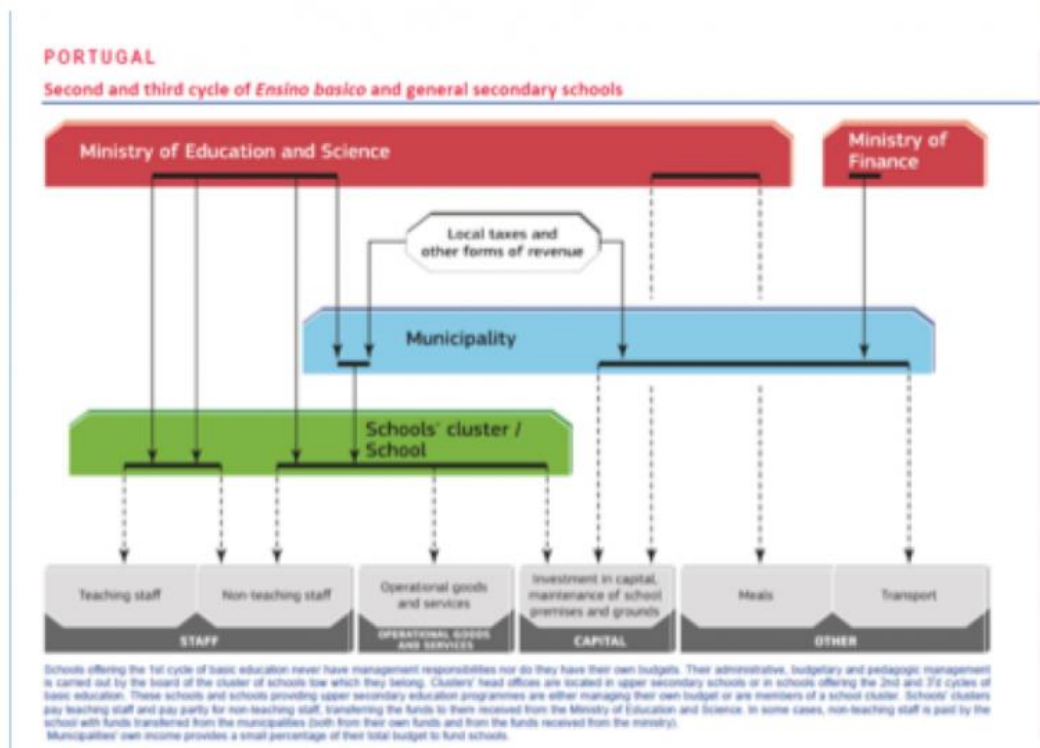 PORTUGAL
Second and third cycle of Ensino basico and general secondary schools
Ministry of Education and Science
Ministry of
Finance
Local taxes and
other forms of revenue
Municipality
Schools' cluster /
School
Teaching staff
Non-teaching staff
Operational goods
and services
Investment in capital,
maintenance of school
premises and grounds
Meals
Transport
STAFF
OPERATIONAL GOODS
AND SERVICES
CAPITAL
OTHER
Schools offering the 1st cycle of basic education never have management responsibilities nor do they have their own budgets. Their administrative, budgetary and pedagogic management
is carried out by the board of the cluster of schools tow which they belong. Clusters' head offices are located in upper secondary schools or in schools offering the 2nd and 3'd cycles of
basic education. These schools and schools providing upper secondary education programmes are either managing their own budget or are members of a school cluster. Schools' clusters
pay teaching staff and pay partly for non-teaching staff, transferring the funds to them received from the Ministry of Education and Science. In some cases, non-teaching staff is paid by the
school with funds transferred from the municipalities (both from their own funds and from the funds received from the ministry).
Municipalities' own income provides a small percentage of their total budget to fund schools.